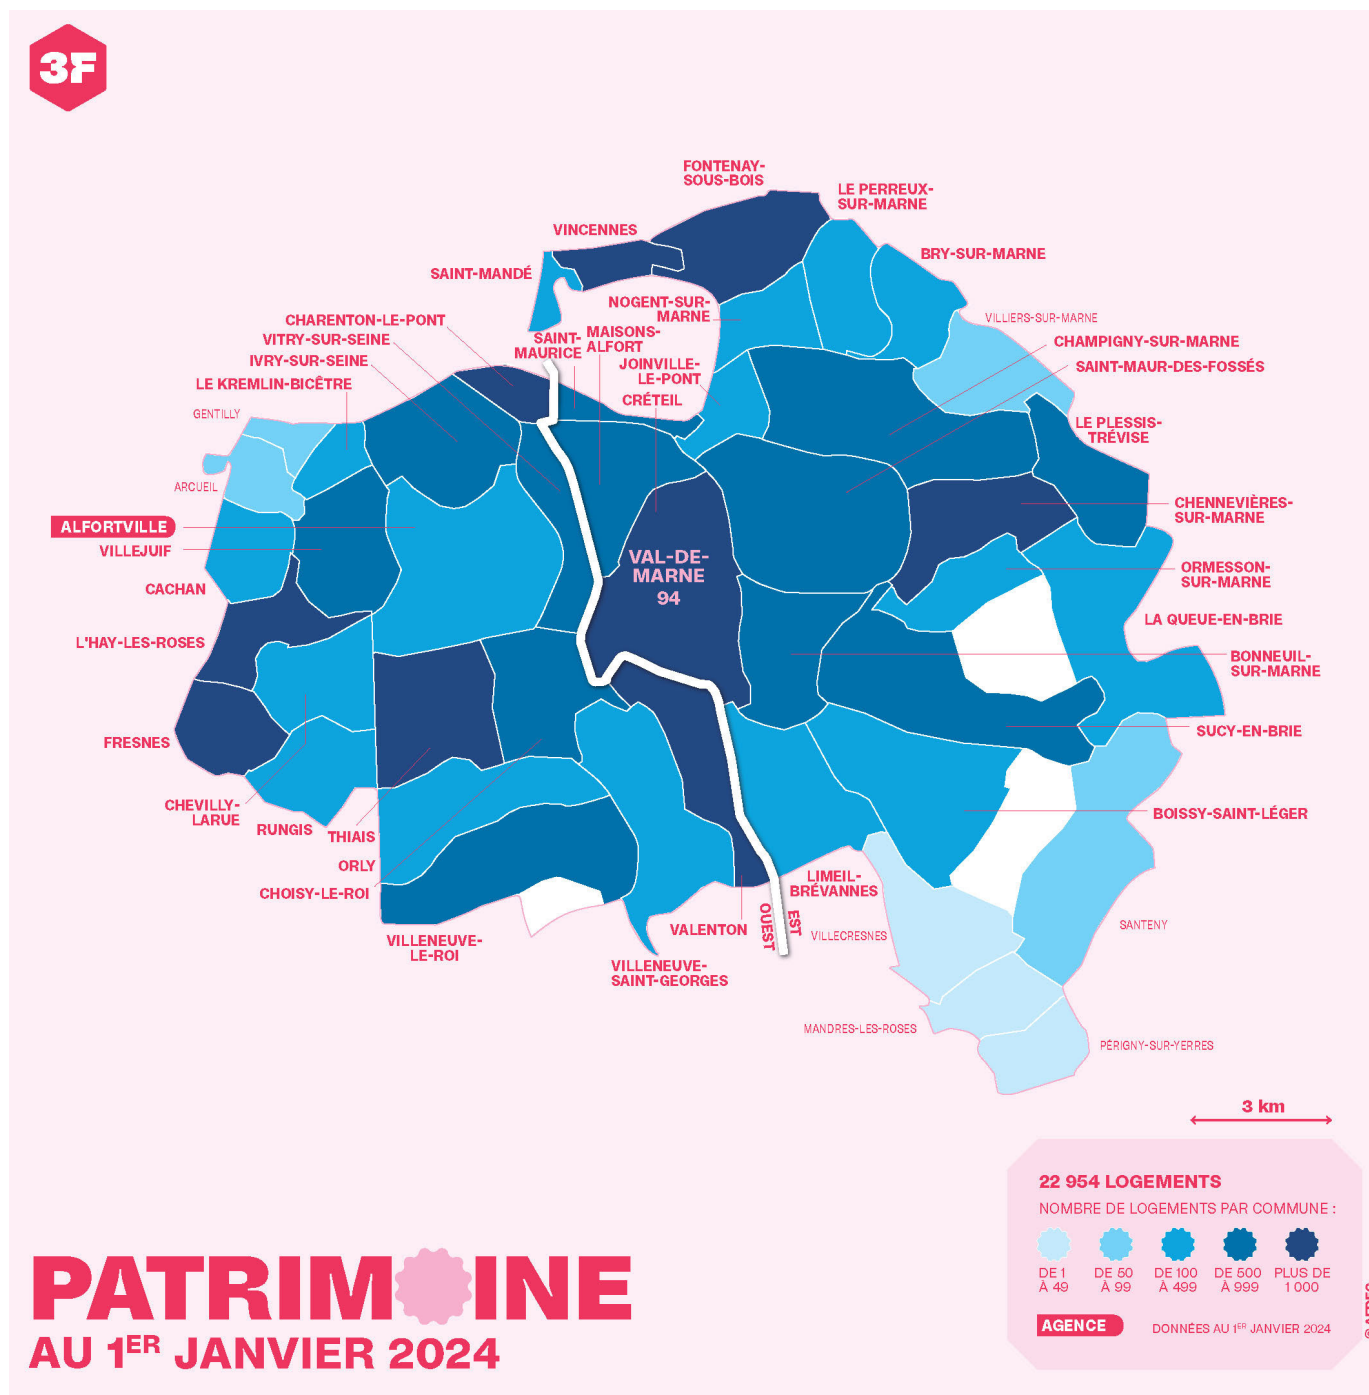 3F
FONTENAY-
SOUS-BOIS
LE PERREUX-
SUR-MARNE
VINCENNES
BRY-SUR-MARNE
SAINT-MANDÉ
NOGENT-SUR-
MARNE
VILLIERS-SUR-MARNE
CHARENTON-LE-PONT
VITRY-SUR-SEINE
IVRY-SUR-SEINE
LE KREMLIN-BICÊTRE
SAINT-
MAURICE
MAISONS-
ALFORT
JOINVILLE-
LE-PONT
CRÉTEIL
CHAMPIGNY-SUR-MARNE
SAINT-MAUR-DES-FOSSÉS
GENTILLY
LE PLESSIS-
TRÉVISE
ARCUEIL
CHENNEVIÈRES-
SUR-MARNE
ALFORTVILLE
VILLEJUIF
CACHAN
VAL-DE-
MARNE
94
ORMESSON-
SUR-MARNE
LA QUEUE-EN-BRIE
L'HAY-LES-ROSES
BONNEUIL-
SUR-MARNE
SUCY-EN-BRIE
FRESNES
CHEVILLY-
LARUE
RUNGIS
THIAIS
ORLY
CHOISY-LE-ROI
BOISSY-SAINT-LÉGER
LIMEIL-
BRÉVANNES
VILLENEUVE-
LE-ROI
VALENTON
OUEST
EST
VILLECRESNES
SANTENY
VILLENEUVE-
SAINT-GEORGES
MANDRES-LES-ROSES
PÉRIGNY-SUR-YERRES
3 km
22 954 LOGEMENTS
NOMBRE DE LOGEMENTS PAR COMMUNE :
DE 1
À 49
DE 50
À 99
DE 100
À 499
DE 500
À 999
PLUS DE
1 000
AGENCE
DONNÉES AU 1ER JANVIER 2024
PATRIMOINE
AU 1ER JANVIER 2024